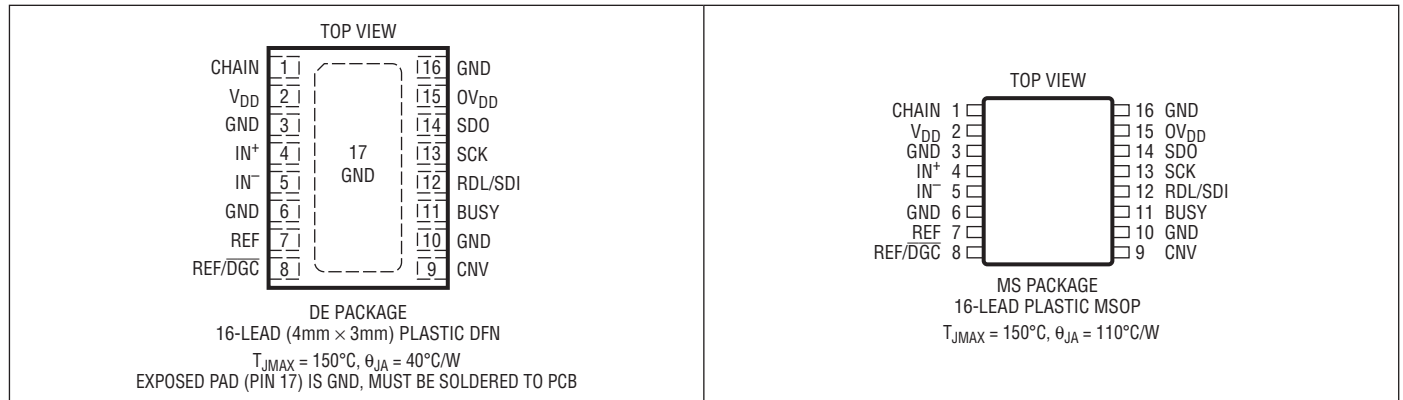 TOP VIEW
CHAIN 1 16 GND
VDD 2 15 OVDD
GND 3 14 SDO
IN+ 4 13 SCK
IN– 5 12 RDL/SDI
GND 6 11 BUSY
REF 7 10 GND
REF/DGC 8 9 CNV
17
GND
DE PACKAGE
16-LEAD (4mm × 3mm) PLASTIC DFN
TJMAX = 150°C, θJA = 40°C/W
EXPOSED PAD (PIN 17) IS GND, MUST BE SOLDERED TO PCB
TOP VIEW
CHAIN 1 16 GND
VDD 2 15 OVDD
GND 3 14 SDO
IN+ 4 13 SCK
IN– 5 12 RDL/SDI
GND 6 11 BUSY
REF 7 10 GND
REF/DGC 8 9 CNV
MS PACKAGE
16-LEAD PLASTIC MSOP
TJMAX = 150°C, θJA = 110°C/W